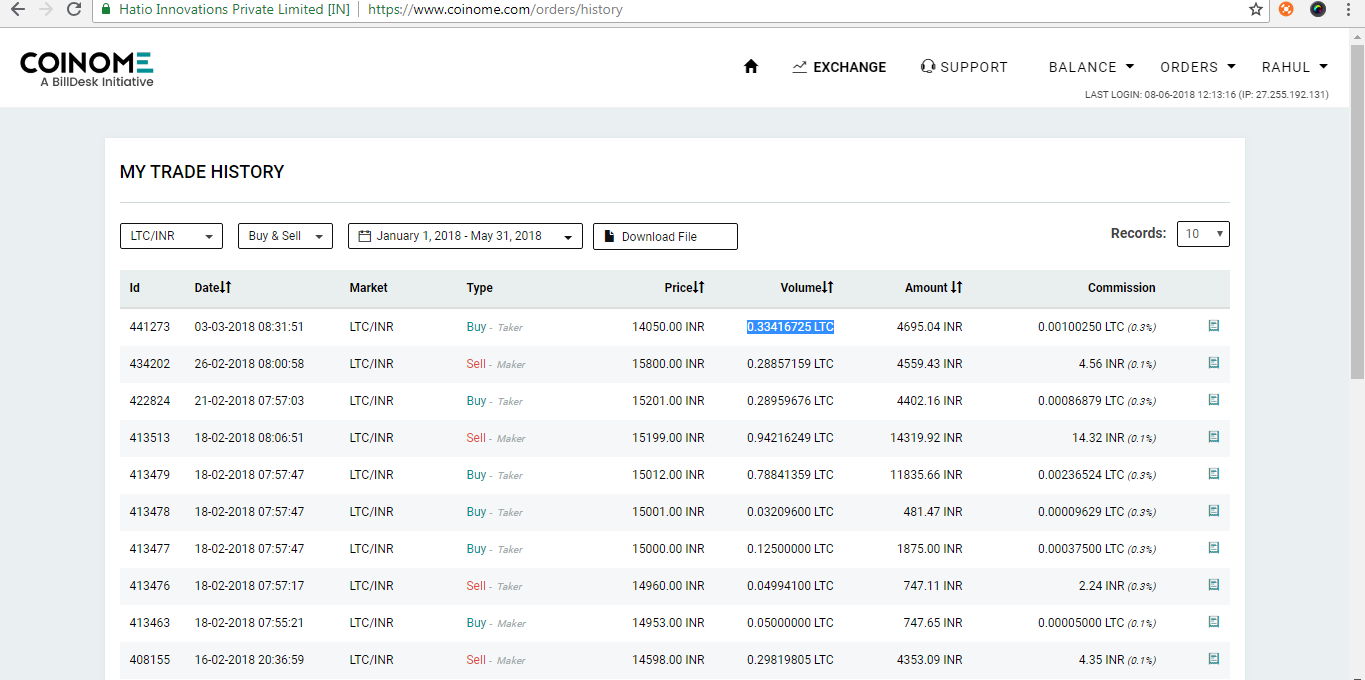 Hatio Innovations Private Limited [IN] https://www.coinome.com/orders/history
COINOME
A BillDesk Initiative
EXCHANGE SUPPORT BALANCE ORDERS RAHUL
LAST LOGIN: 08-06-2018 12:13:16 (IP: 27.255.192.131)
MY TRADE HISTORY
LTC/INR Buy & Sell January 1, 2018 - May 31, 2018 Download File Records: 10
Id Date Market Type Price Volume Amount Commission
441273 03-03-2018 08:31:51 LTC/INR Buy - Taker 14050.00 INR 0.33416725 LTC 4695.04 INR 0.00100250 LTC (0.3%)
434202 26-02-2018 08:00:58 LTC/INR Sell - Maker 15800.00 INR 0.28857159 LTC 4559.43 INR 4.56 INR (0.1%)
422824 21-02-2018 07:57:03 LTC/INR Buy - Taker 15201.00 INR 0.28959676 LTC 4402.16 INR 0.00086879 LTC (0.3%)
413513 18-02-2018 08:06:51 LTC/INR Sell - Maker 15199.00 INR 0.94216249 LTC 14319.92 INR 14.32 INR (0.1%)
413479 18-02-2018 07:57:47 LTC/INR Buy - Taker 15012.00 INR 0.78841359 LTC 11835.66 INR 0.00236524 LTC (0.3%)
413478 18-02-2018 07:57:47 LTC/INR Buy - Taker 15001.00 INR 0.03209600 LTC 481.47 INR 0.00009629 LTC (0.3%)
413477 18-02-2018 07:57:47 LTC/INR Buy - Taker 15000.00 INR 0.12500000 LTC 1875.00 INR 0.00037500 LTC (0.3%)
413476 18-02-2018 07:57:17 LTC/INR Sell - Taker 14960.00 INR 0.04994100 LTC 747.11 INR 2.24 INR (0.3%)
413463 18-02-2018 07:55:21 LTC/INR Buy - Maker 14953.00 INR 0.05000000 LTC 747.65 INR 0.00005000 LTC (0.1%)
408155 16-02-2018 20:36:59 LTC/INR Sell - Maker 14598.00 INR 0.29819805 LTC 4353.09 INR 4.35 INR (0.1%)